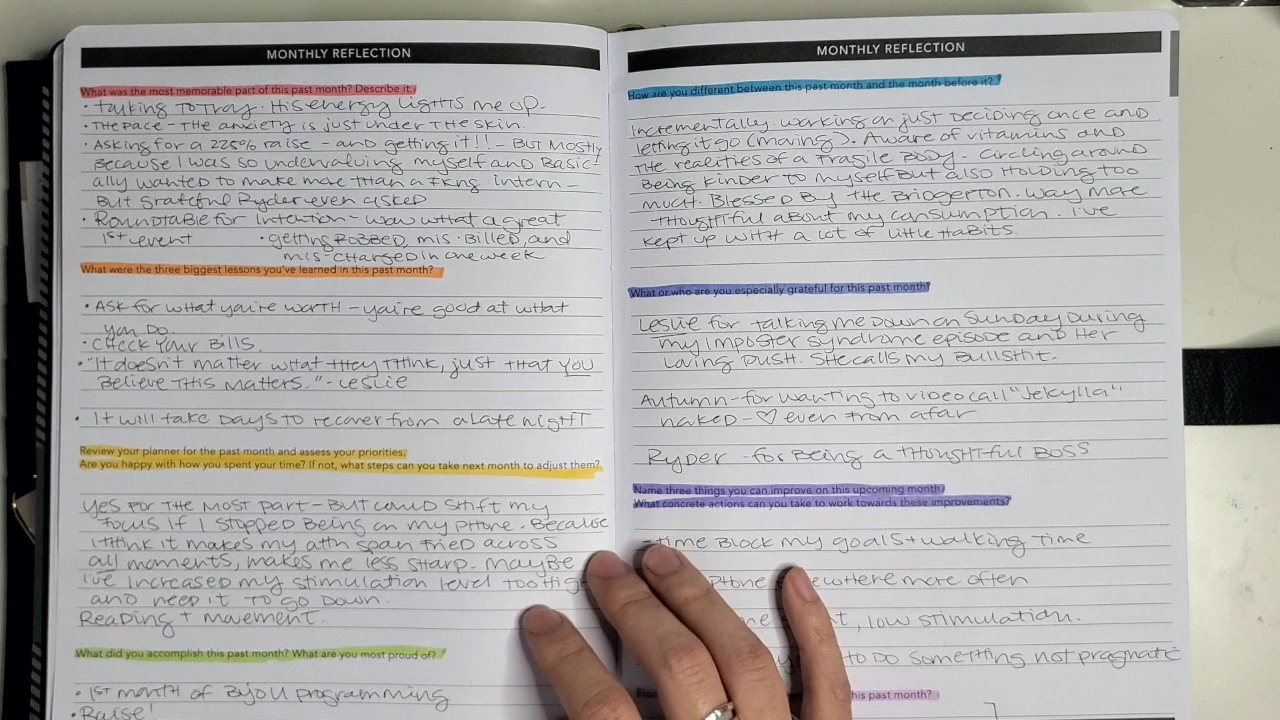 MONTHLY REFLECTION
What was the most memorable part of this past month? Describe it.
Talking to Tray. His energy lights me up.
• The pace - the anxiety is just under the skin.
• Asking for a 225% raise - and getting it!! - but mostly
because I was so undervaluing myself and basic-
ally wanted to make more than a fkng intern -
but grateful Ryder even asked
• Roundtable for Intention - wow what a great
1st event • getting robbed, mis-billed, and
mis-charged in one week
What were the three biggest lessons you've learned in this past month?
• Ask for what you're worth - you're good at what
you do.
• Check your bills.
• "It doesn't matter what they think, just that you
believe this matters." - Leslie
• It will take days to recover from a late night
Review your planner for the past month and assess your priorities.
Are you happy with how you spent your time? If not, what steps can you take next month to adjust them?
Yes for the most part - but could shift my
focus if I stopped being on my phone. Because
I think it makes my attn span fried across
all moments, makes me less sharp. Maybe
I've increased my stimulation level too high
and need it to go down.
Reading + movement.
What did you accomplish this past month? What are you most proud of?
• 1st month of Bijou programming
• Raise!
MONTHLY REFLECTION
How are you different between this past month and the month before it?
Incrementally. Working on just deciding once and
letting it go (moving). Aware of vitamins and
the realities of a fragile body. Circling around
being kinder to myself but also holding too
much. Blessed by the Bridgerton. Way more
thoughtful about my consumption. I've
kept up with a lot of little habits.
What or who are you especially grateful for this past month?
Leslie for talking me down on Sunday during
my imposter syndrome episode and her
loving push. She calls my bullshit.
Autumn - for wanting to video call "Jekylla"
naked - ♡ even from afar
Ryder - for being a thoughtful boss
Name three things you can improve on this upcoming month.
What concrete actions can you take to work towards these improvements?
- Time block my goals + walking time
phone more often
, low stimulation.
to do something not pragmatic
his past month?